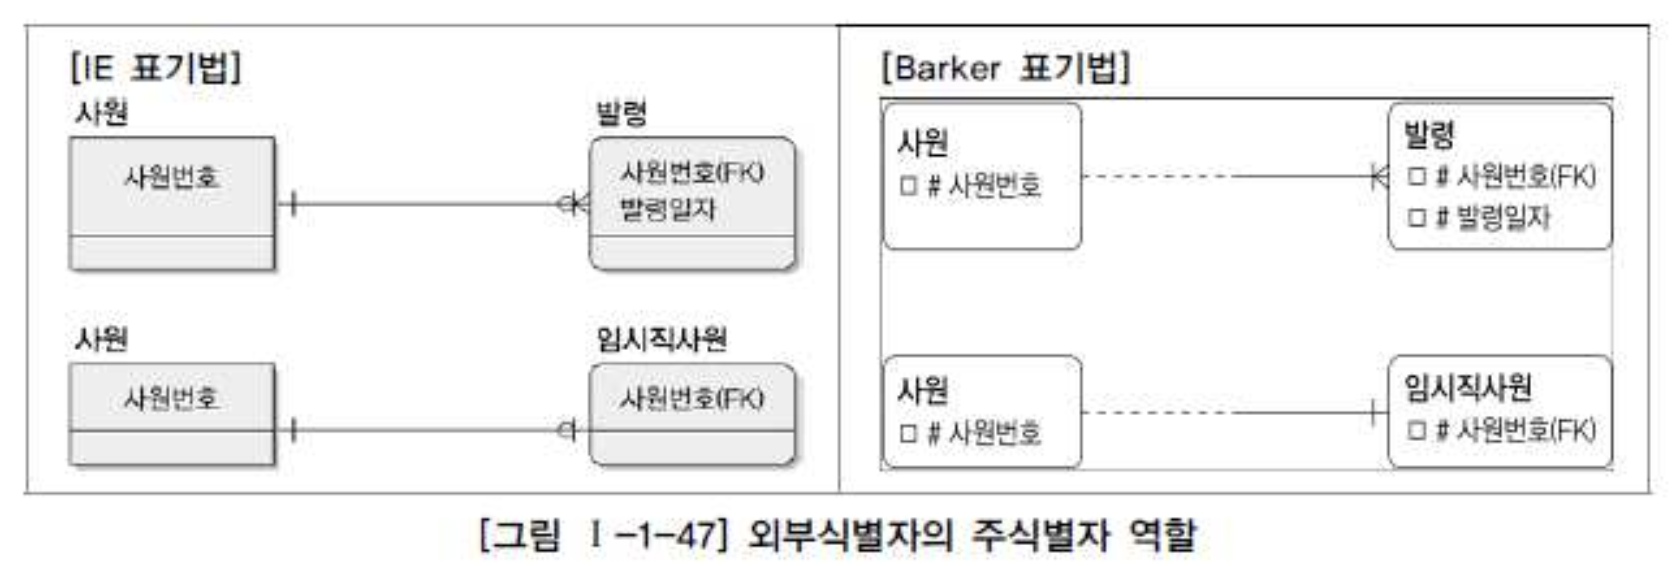 [IE 표기법]
사원
사원번호
발령
사원번호(FK)
발령일자
사원
사원번호
임시직사원
사원번호(FK)
[Barker 표기법]
사원
□ # 사원번호
발령
□ # 사원번호(FK)
□ # 발령일자
사원
□ # 사원번호
임시직사원
□ # 사원번호(FK)
[그림 Ⅰ-1-47] 외부식별자의 주식별자 역할